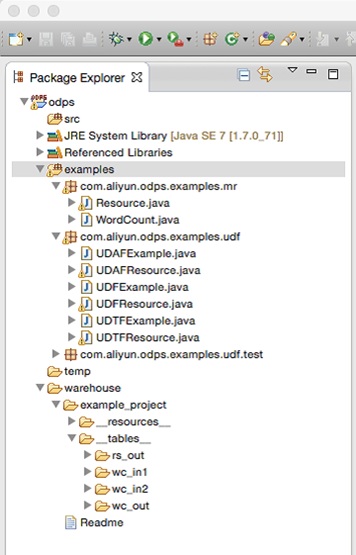 Package Explorer
ODPS odps
src
JRE System Library [Java SE 7 [1.7.0_71]]
Referenced Libraries
examples
com.aliyun.odps.examples.mr
Resource.java
WordCount.java
com.aliyun.odps.examples.udf
UDAFExample.java
UDAFResource.java
UDFExample.java
UDFResource.java
UDTFExample.java
UDTFResource.java
com.aliyun.odps.examples.udf.test
temp
warehouse
example_project
__resources__
__tables__
rs_out
wc_in1
wc_in2
wc_out
Readme